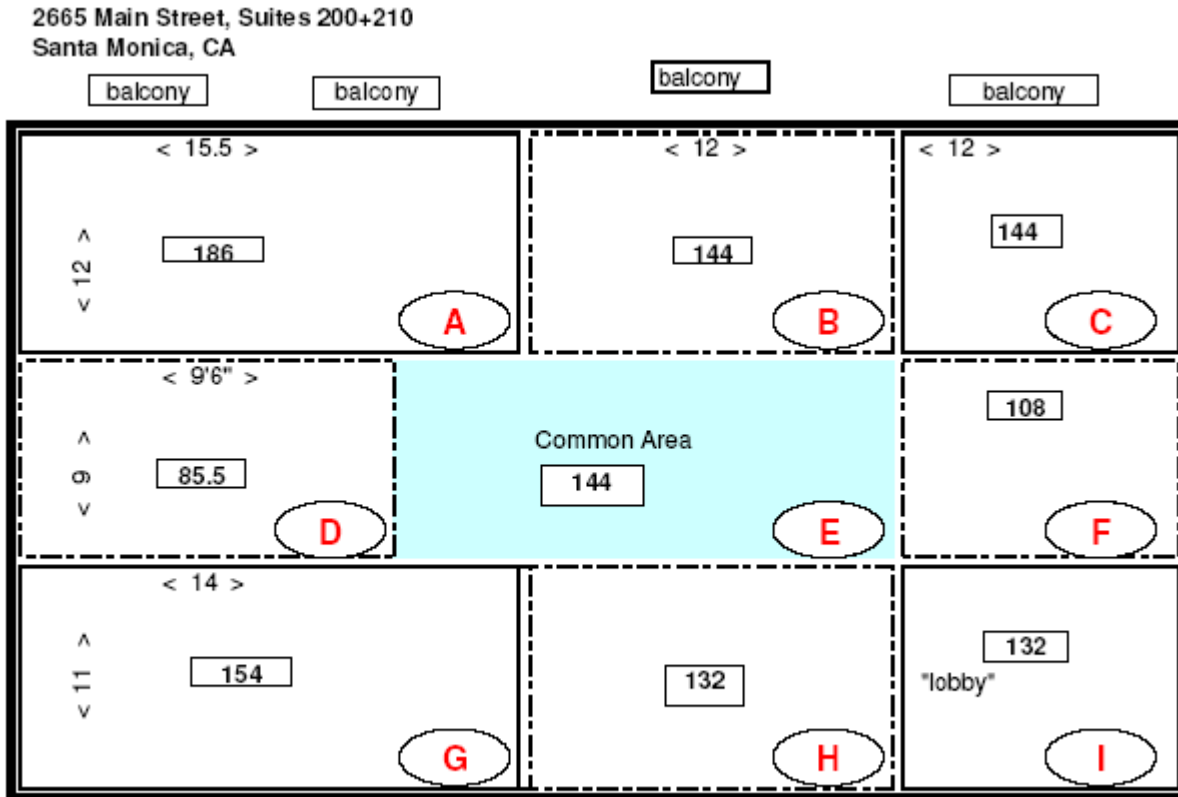 2665 Main Street, Suites 200+210
Santa Monica, CA
balcony
balcony
balcony
balcony
< 15.5 >
< 12 >
186
A
< 12 >
144
B
< 12 >
144
C
< 9'6" >
< 9 >
85.5
D
Common Area
144
E
108
F
< 14 >
< 11 >
154
G
132
H
132
"lobby"
I